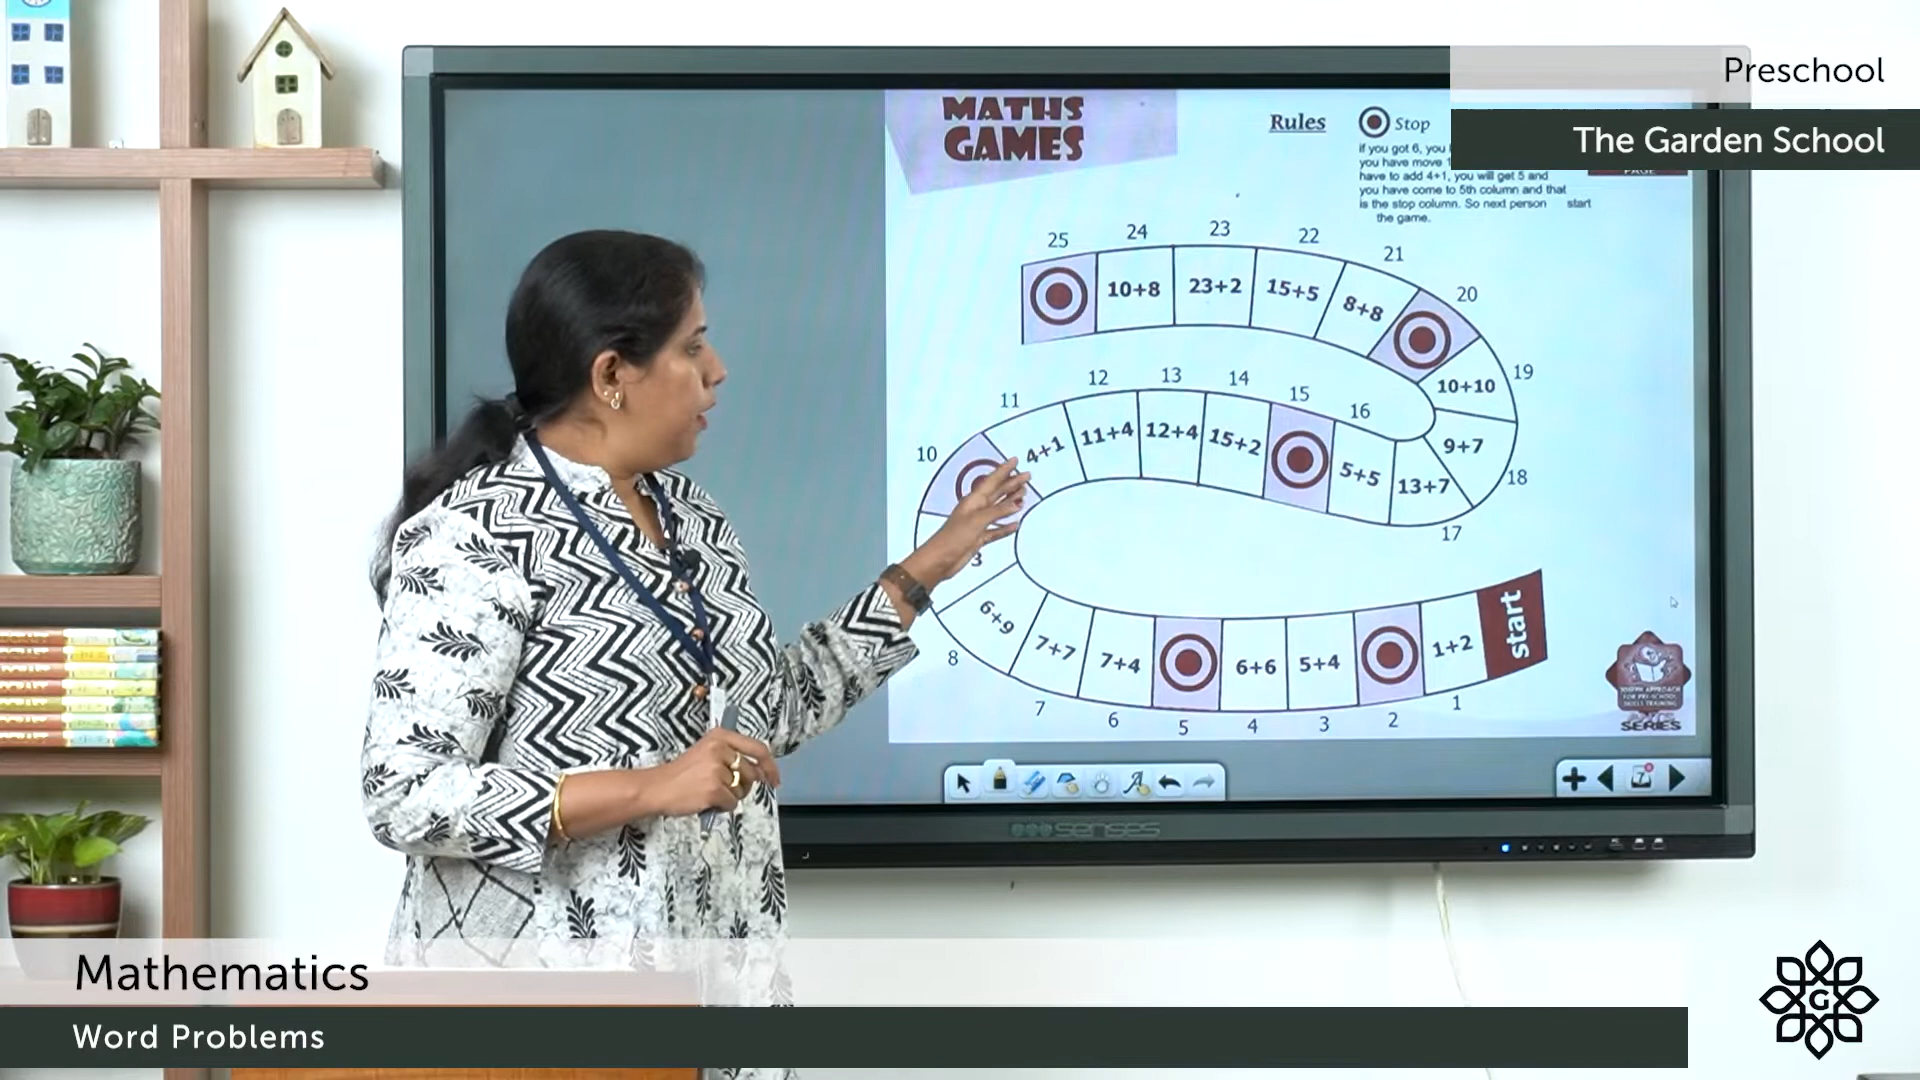 Preschool
The Garden School
MATHS
GAMES
Rules
Stop
if you got 6, you
you have move 1
have to add 4+1, you will get 5 and
you have come to 5th column and that
is the stop column. So next person start
the game.
PAGE
25 24 23 22 21 20
10+8 23+2 15+5 8+8
10+10 19
9+7 18
10 11 12 13 14 15 16
4+1 11+4 12+4 15+2 5+5 13+7
17
3
6+9 7+7 7+4 6+6 5+4 1+2 start
8 7 6 5 4 3 2 1
SERIES
7
senses
Mathematics
Word Problems
G